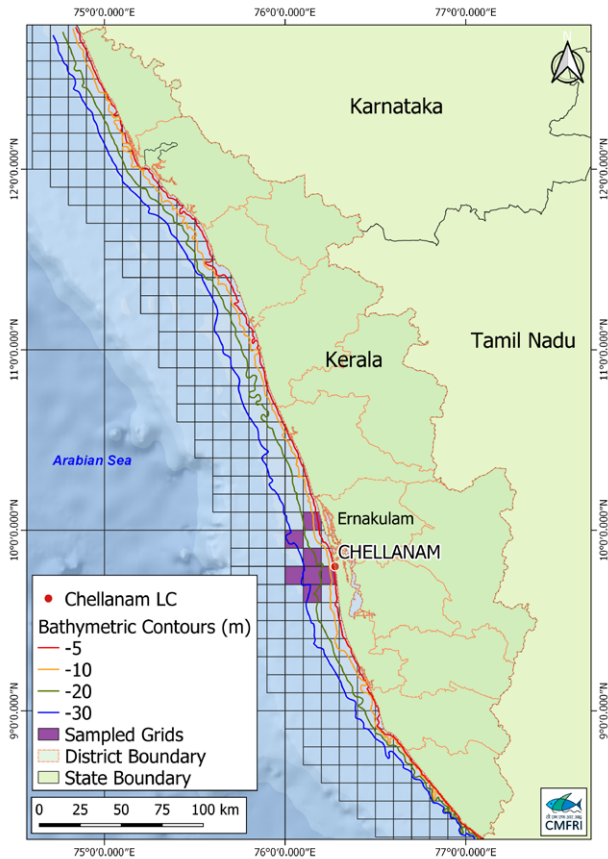 75°0'0.000"E 76°0'0.000"E 77°0'0.000"E
N
Karnataka
12°0'0.000"N 12°0'0.000"N
11°0'0.000"N 11°0'0.000"N
Tamil Nadu
Kerala
Arabian Sea
Ernakulam
10°0'0.000"N 10°0'0.000"N
CHELLANAM
Chellanam LC
Bathymetric Contours (m)
-5
-10
-20
-30
9°0'0.000"N 9°0'0.000"N
Sampled Grids
District Boundary
State Boundary
0 25 50 75 100 km
CMFRI
75°0'0.000"E 76°0'0.000"E 77°0'0.000"E